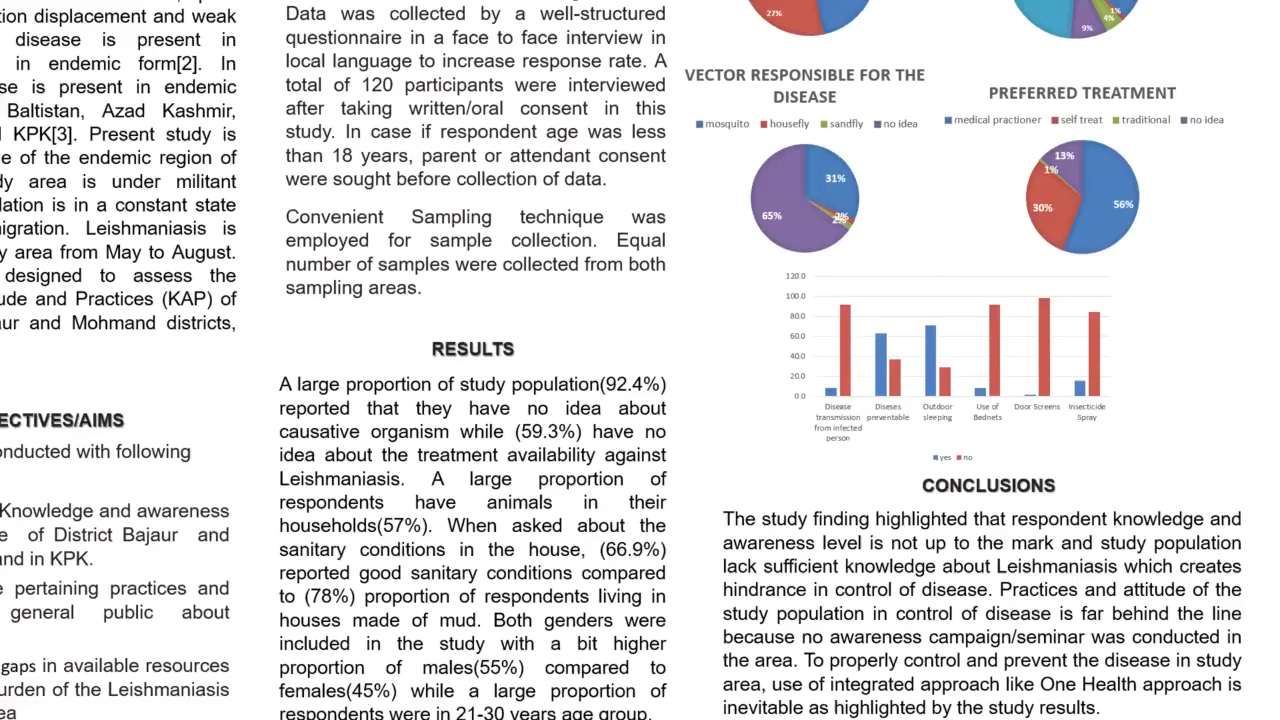 tion displacement and weak
disease is present in
in endemic form[2]. In
se is present in endemic
Baltistan, Azad Kashmir,
KPK[3]. Present study is
e of the endemic region of
dy area is under militant
lation is in a constant state
nigration. Leishmaniasis is
y area from May to August.
designed to assess the
ude and Practices (KAP) of
aur and Mohmand districts,
ECTIVES/AIMS
onducted with following
Knowledge and awareness
e of District Bajaur and
and in KPK.
e pertaining practices and
general public about
gaps in available resources
urden of the Leishmaniasis
ea
Data was collected by a well-structured
questionnaire in a face to face interview in
local language to increase response rate. A
total of 120 participants were interviewed
after taking written/oral consent in this
study. In case if respondent age was less
than 18 years, parent or attendant consent
were sought before collection of data.
Convenient Sampling technique was
employed for sample collection. Equal
number of samples were collected from both
sampling areas.
RESULTS
A large proportion of study population(92.4%)
reported that they have no idea about
causative organism while (59.3%) have no
idea about the treatment availability against
Leishmaniasis. A large proportion of
respondents have animals in their
households(57%). When asked about the
sanitary conditions in the house, (66.9%)
reported good sanitary conditions compared
to (78%) proportion of respondents living in
houses made of mud. Both genders were
included in the study with a bit higher
proportion of males(55%) compared to
females(45%) while a large proportion of
respondents were in 21-30 years age group.
27%
1%
4%
9%
VECTOR RESPONSIBLE FOR THE
DISEASE
mosquito housefly sandfly no idea
31%
2%
2%
65%
PREFERRED TREATMENT
medical practioner self treat traditional no idea
13%
1%
56%
30%
120.0
100.0
80.0
60.0
40.0
20.0
0.0
Disease
transmission
from infected
person
Diseses
preventable
Outdoor
sleeping
Use of
Bednets
Door Screens
Insecticide
Spray
yes no
CONCLUSIONS
The study finding highlighted that respondent knowledge and
awareness level is not up to the mark and study population
lack sufficient knowledge about Leishmaniasis which creates
hindrance in control of disease. Practices and attitude of the
study population in control of disease is far behind the line
because no awareness campaign/seminar was conducted in
the area. To properly control and prevent the disease in study
area, use of integrated approach like One Health approach is
inevitable as highlighted by the study results.